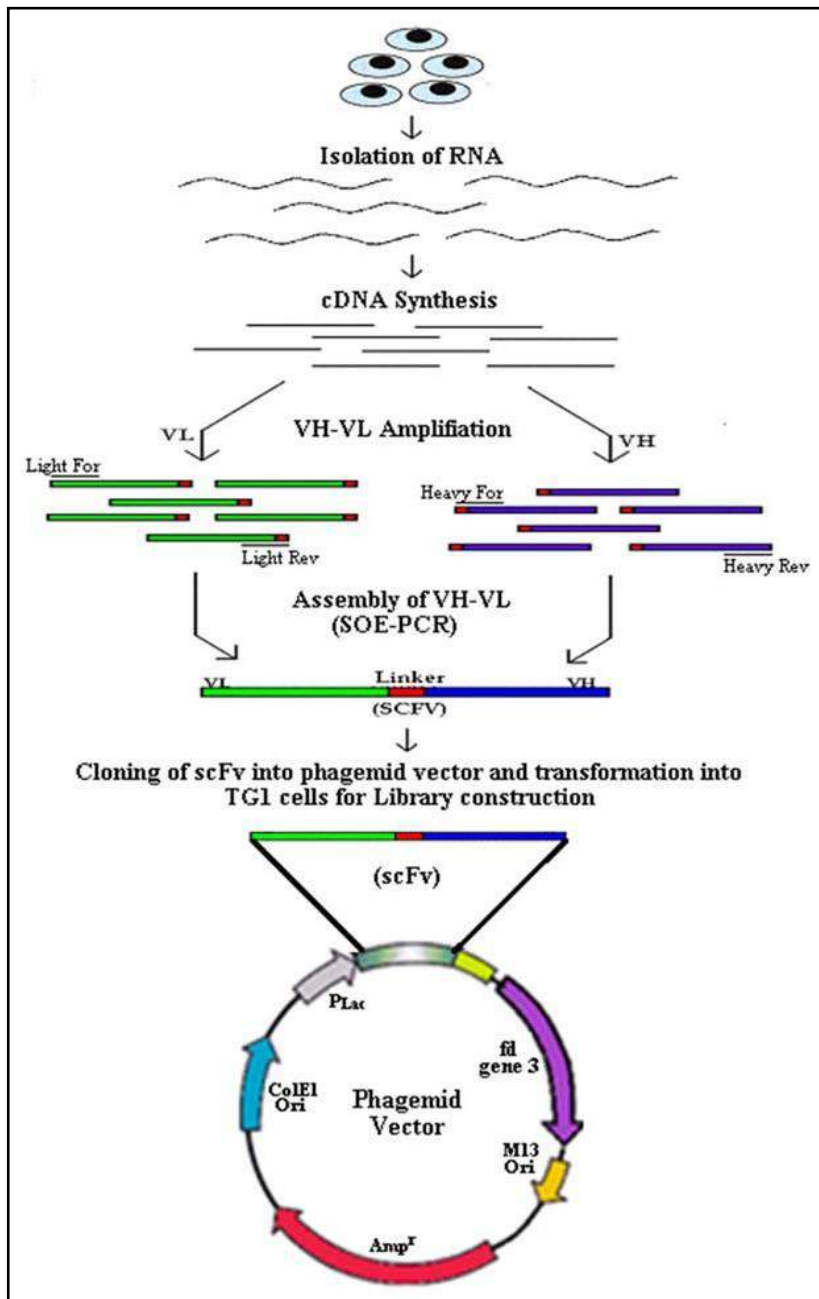 Isolation of RNA
cDNA Synthesis
VL
VH-VL Amplifiation
VH
Light For
Heavy For
Light Rev
Heavy Rev
Assembly of VH-VL
(SOE-PCR)
VL
Linker
VH
(SCFV)
Cloning of scFv into phagemid vector and transformation into
TG1 cells for Library construction
(scFv)
PLac
fd
gene 3
ColE1
Ori
Phagemid
Vector
M13
Ori
Ampr